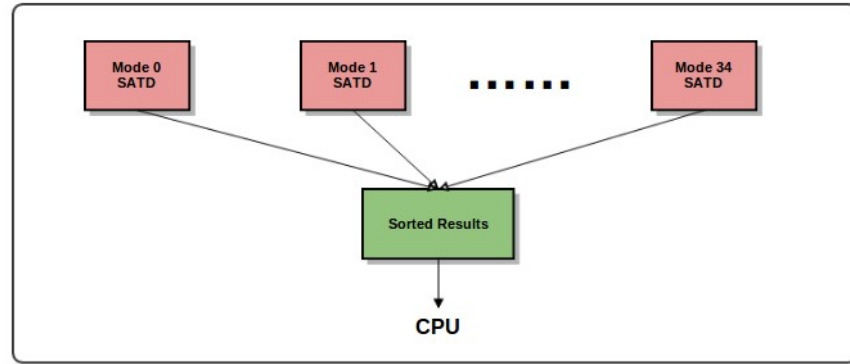 Mode 0
SATD
Mode 1
SATD
......
Mode 34
SATD
Sorted Results
CPU